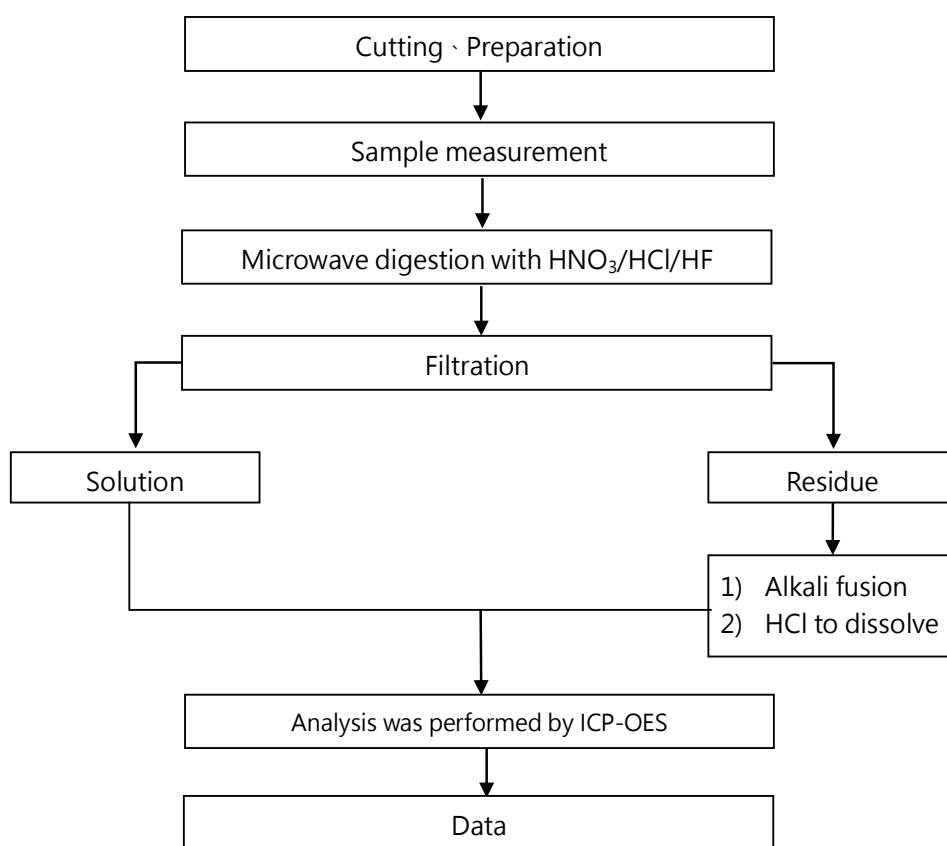 Cutting、Preparation
Sample measurement
Microwave digestion with HNO₃/HCl/HF
Filtration
Solution
Residue
1) Alkali fusion
2) HCl to dissolve
Analysis was performed by ICP-OES
Data